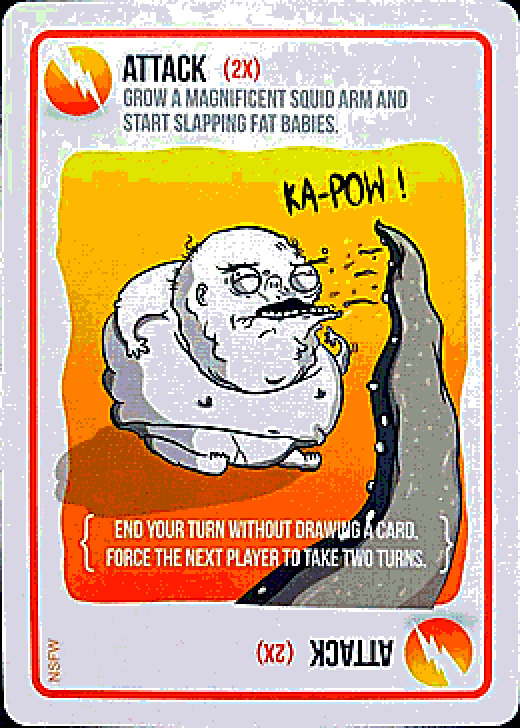 ATTACK (2X)
GROW A MAGNIFICENT SQUID ARM AND
START SLAPPING FAT BABIES.
KA-POW !
END YOUR TURN WITHOUT DRAWING A CARD.
FORCE THE NEXT PLAYER TO TAKE TWO TURNS.
ATTACK (2X)
NSFW